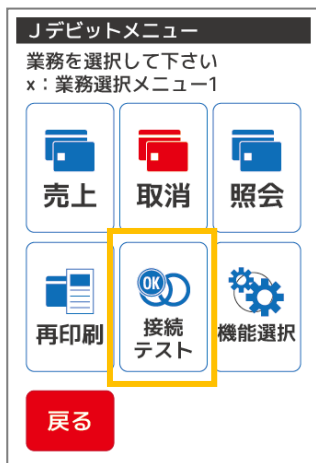 Jデビットメニュー
業務を選択して下さい
x：業務選択メニュー1
売上
取消
照会
再印刷
OK
接続
テスト
機能選択
戻る